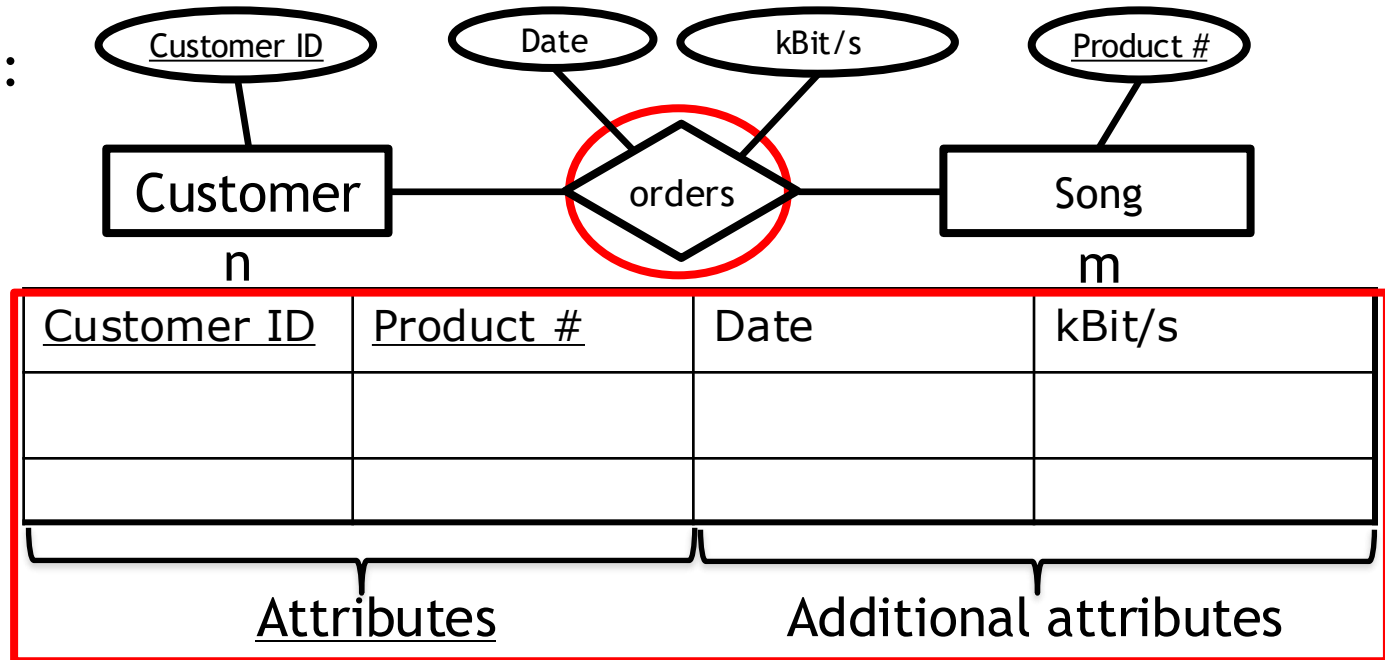 :
Customer ID
Date
kBit/s
Product #
Customer
orders
Song
n
m
Customer ID Product # Date kBit/s
Attributes Additional attributes